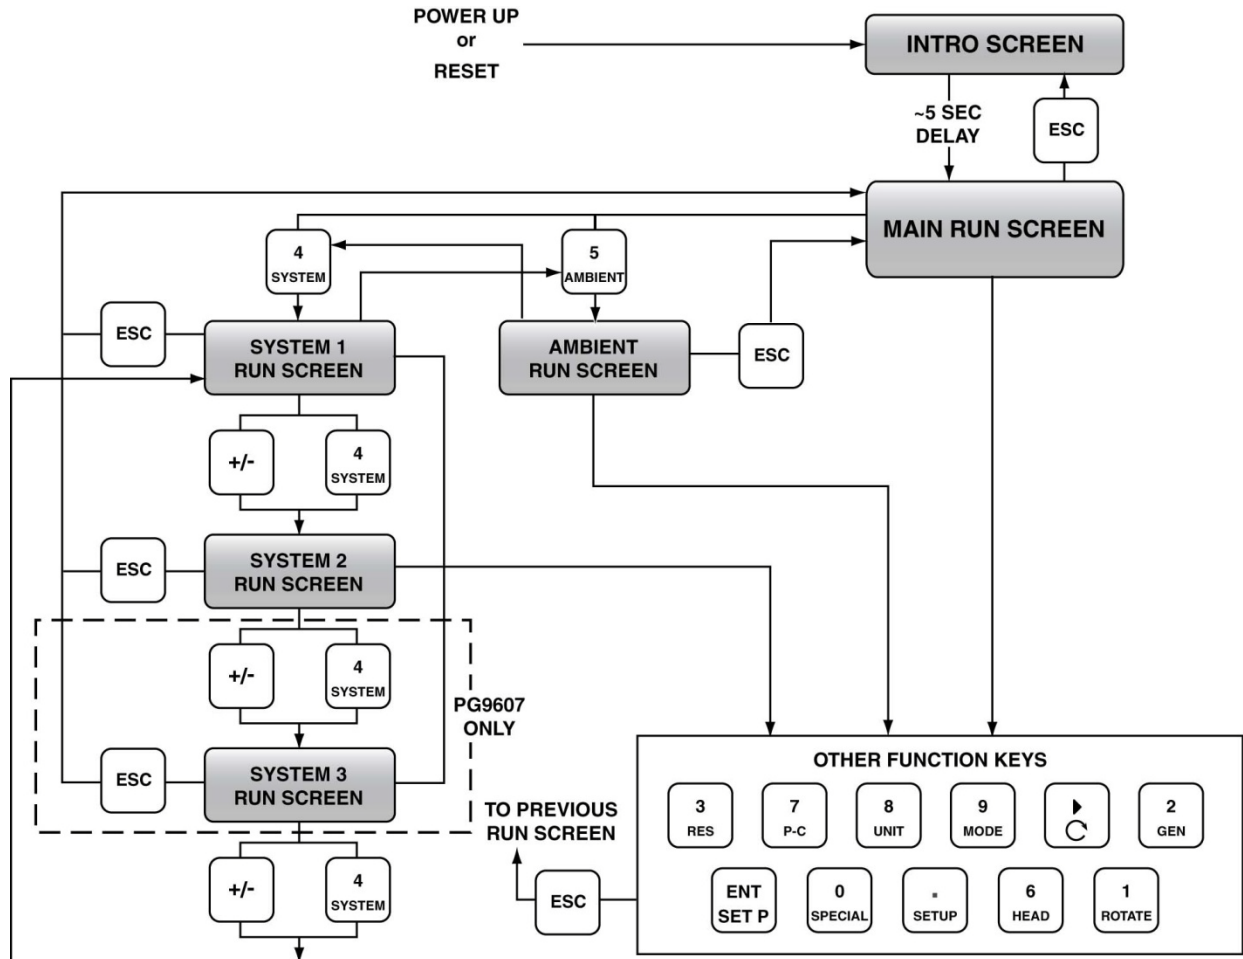 POWER UP
or
RESET
INTRO SCREEN
~5 SEC
DELAY
ESC
MAIN RUN SCREEN
4
SYSTEM
5
AMBIENT
ESC
SYSTEM 1
RUN SCREEN
AMBIENT
RUN SCREEN
ESC
+/-
4
SYSTEM
ESC
SYSTEM 2
RUN SCREEN
+/-
4
SYSTEM
PG9607
ONLY
ESC
SYSTEM 3
RUN SCREEN
+/-
4
SYSTEM
TO PREVIOUS
RUN SCREEN
ESC
OTHER FUNCTION KEYS
3
RES
7
P-C
8
UNIT
9
MODE
2
GEN
ENT
SET P
0
SPECIAL
.
SETUP
6
HEAD
1
ROTATE